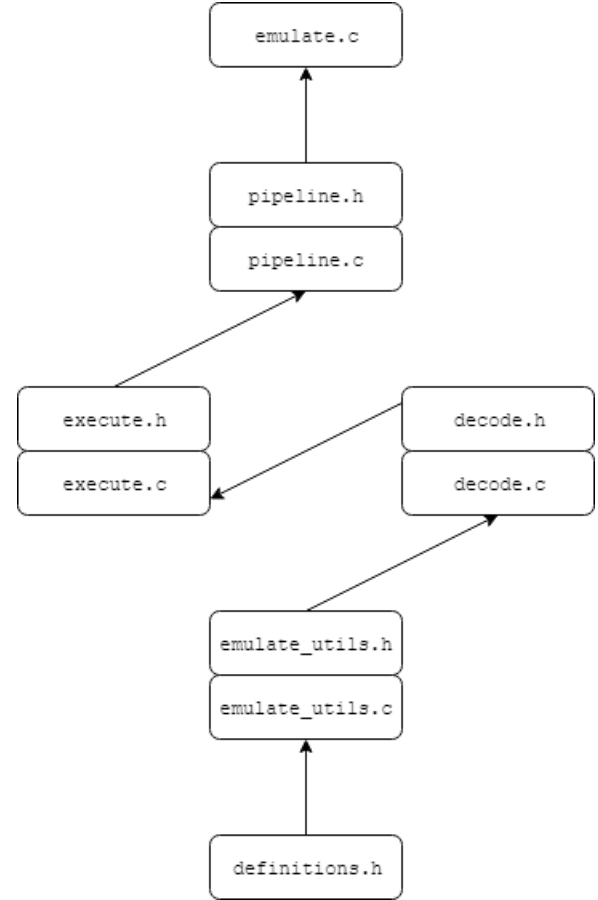 emulate.c
pipeline.h
pipeline.c
execute.h
execute.c
decode.h
decode.c
emulate_utils.h
emulate_utils.c
definitions.h